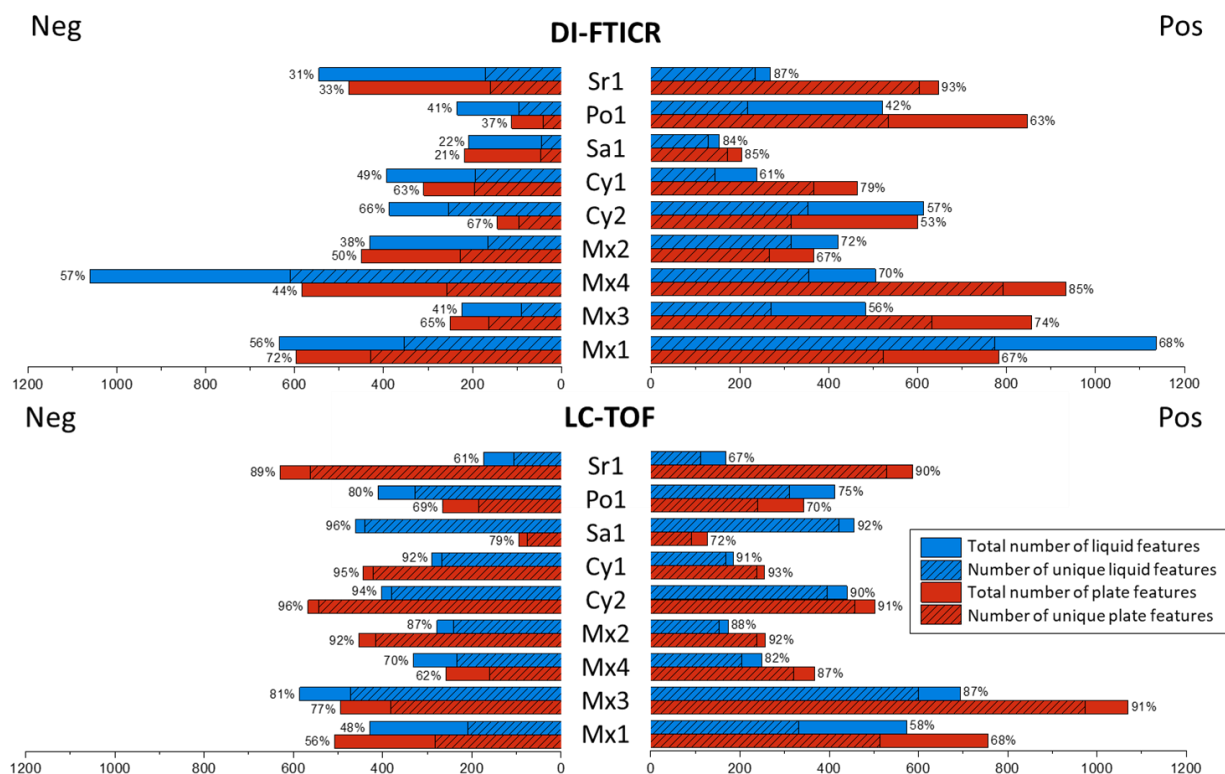 Neg DI-FTICR Pos
31% Sr1 87%
33% 93%
41% Po1 42%
37% 63%
22% Sa1 84%
21% 85%
49% Cy1 61%
63% 79%
66% Cy2 57%
67% 53%
38% Mx2 72%
50% 67%
57% Mx4 70%
44% 85%
41% Mx3 56%
65% 74%
56% Mx1 68%
72% 67%
1200 1000 800 600 400 200 0 0 200 400 600 800 1000 1200
Neg LC-TOF Pos
61% Sr1 67%
89% 90%
80% Po1 75%
69% 70%
96% Sa1 92%
79% 72%
92% Cy1 91%
95% 93%
94% Cy2 90%
96% 91%
87% Mx2 88%
92% 92%
70% Mx4 82%
62% 87%
81% Mx3 87%
77% 91%
48% Mx1 58%
56% 68%
1200 1000 800 600 400 200 0 0 200 400 600 800 1000 1200
Total number of liquid features
Number of unique liquid features
Total number of plate features
Number of unique plate features